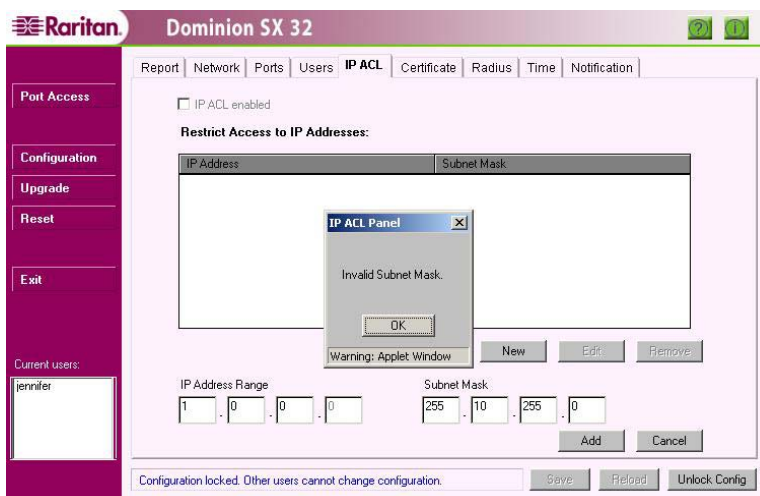 Raritan.
Dominion SX 32
?
i
Report Network Ports Users IP ACL Certificate Radius Time Notification
Port Access
Configuration
Upgrade
Reset
Exit
Current users:
jennifer
IP ACL enabled
Restrict Access to IP Addresses:
IP Address Subnet Mask
IP ACL Panel
Invalid Subnet Mask.
OK
Warning: Applet Window
New Edit Remove
IP Address Range Subnet Mask
1 . 0 . 0 . 0 255 . 10 . 255 . 0
Add Cancel
Configuration locked. Other users cannot change configuration. Save Reload Unlock Config